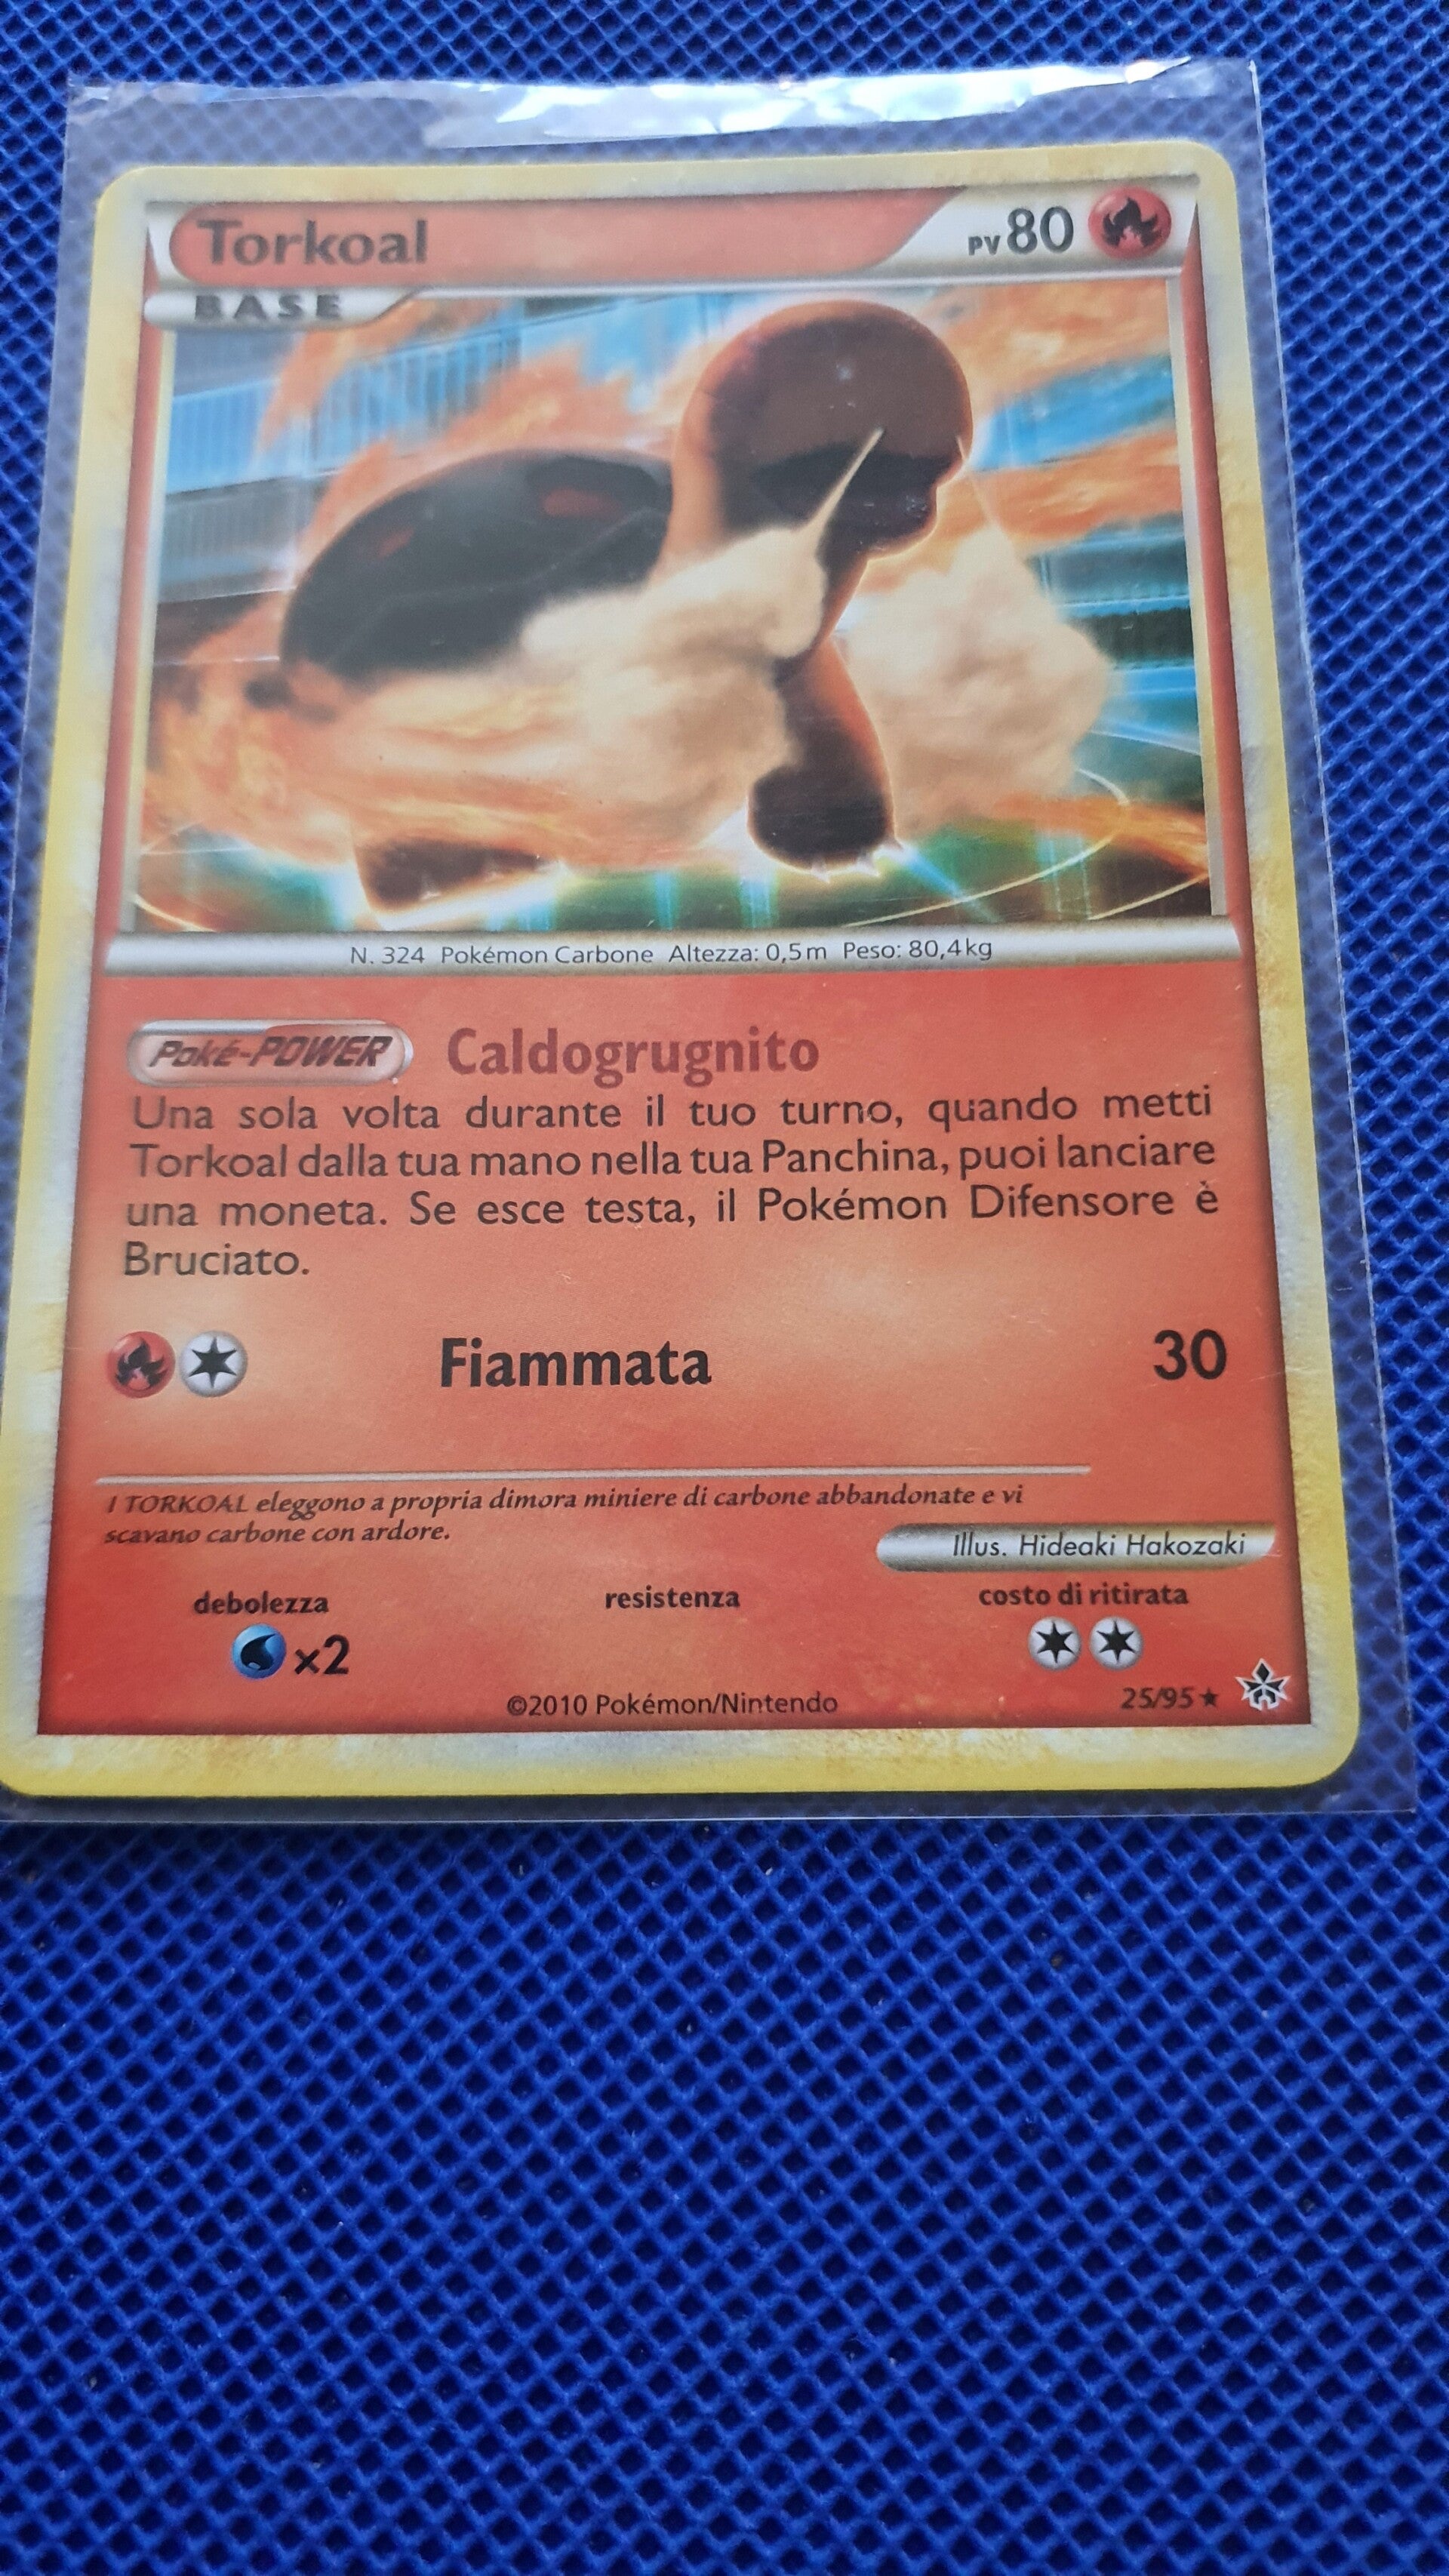 Torkoal PV 80
BASE
N. 324 Pokémon Carbone Altezza: 0,5m Peso: 80,4kg
Poké-POWER Caldogrugnito
Una sola volta durante il tuo turno, quando metti
Torkoal dalla tua mano nella tua Panchina, puoi lanciare
una moneta. Se esce testa, il Pokémon Difensore è
Bruciato.
Fiammata 30
I TORKOAL eleggono a propria dimora miniere di carbone abbandonate e vi
scavano carbone con ardore.
Illus. Hideaki Hakozaki
debolezza resistenza costo di ritirata
x2
©2010 Pokémon/Nintendo 25/95 ★